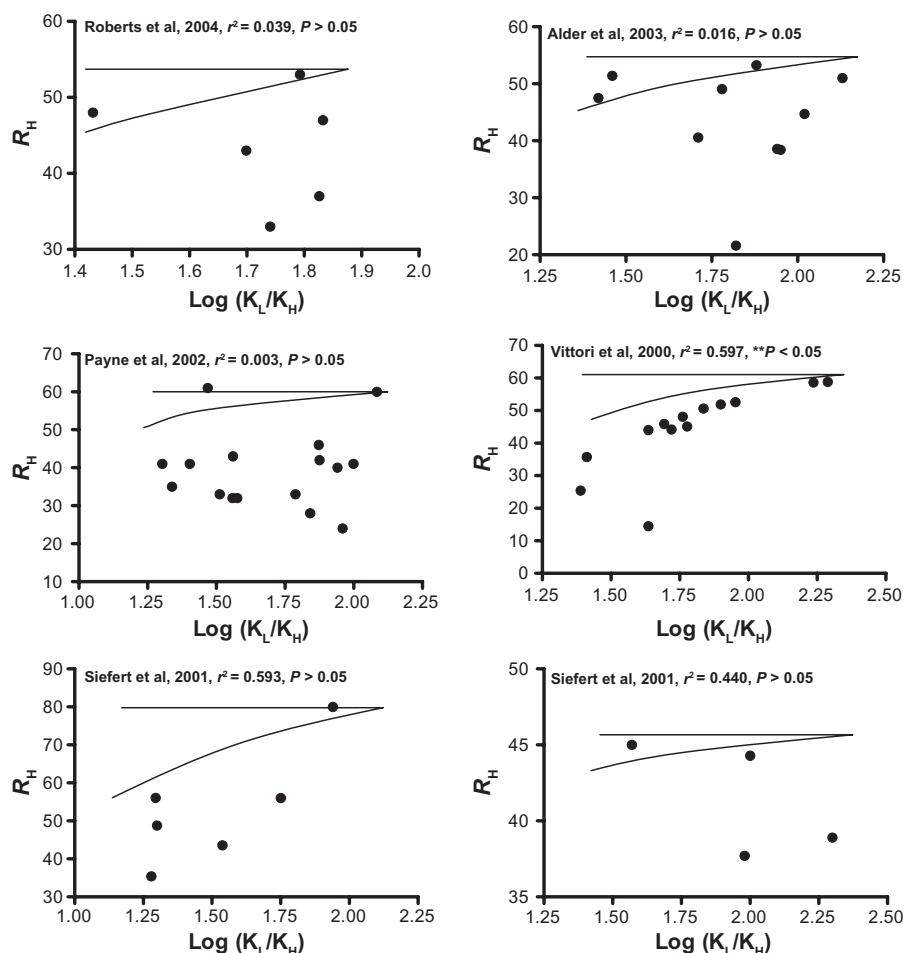 Roberts et al, 2004, r² = 0.039, P > 0.05
60
50
40
30
R_H
1.4 1.5 1.6 1.7 1.8 1.9 2.0
Log (K_L/K_H)
Alder et al, 2003, r² = 0.016, P > 0.05
60
50
40
30
20
R_H
1.25 1.50 1.75 2.00 2.25
Log (K_L/K_H)
Payne et al, 2002, r² = 0.003, P > 0.05
70
60
50
40
30
20
10
R_H
1.00 1.25 1.50 1.75 2.00 2.25
Log (K_L/K_H)
Vittori et al, 2000, r² = 0.597, **P < 0.05
70
60
50
40
30
20
10
0
R_H
1.25 1.50 1.75 2.00 2.25 2.50
Log (K_L/K_H)
Siefert et al, 2001, r² = 0.593, P > 0.05
90
80
70
60
50
40
30
R_H
1.00 1.25 1.50 1.75 2.00 2.25
Log (K_L/K_H)
Siefert et al, 2001, r² = 0.440, P > 0.05
50
45
40
35
R_H
1.25 1.50 1.75 2.00 2.25 2.50
Log (K_L/K_H)